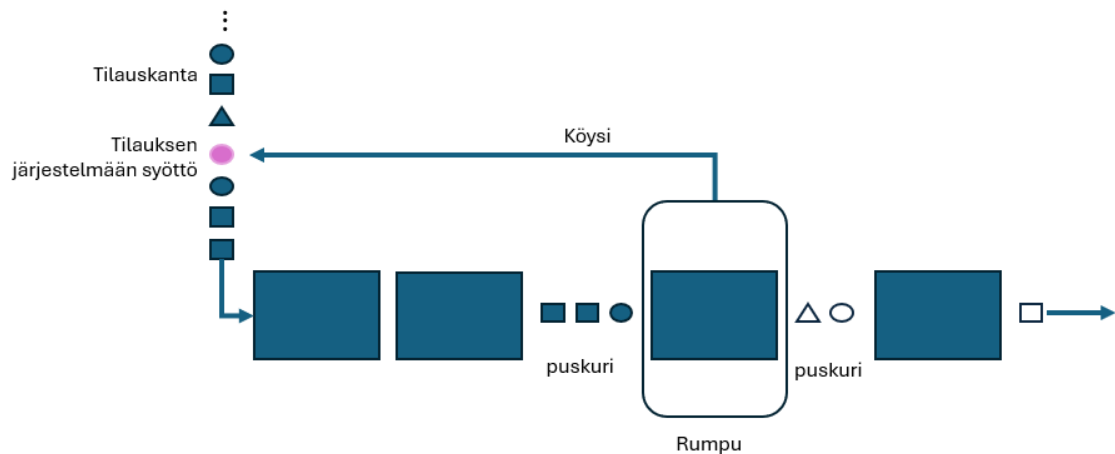 Tilauskanta
Tilauksen
järjestelmään syöttö
Köysi
puskuri
puskuri
Rumpu